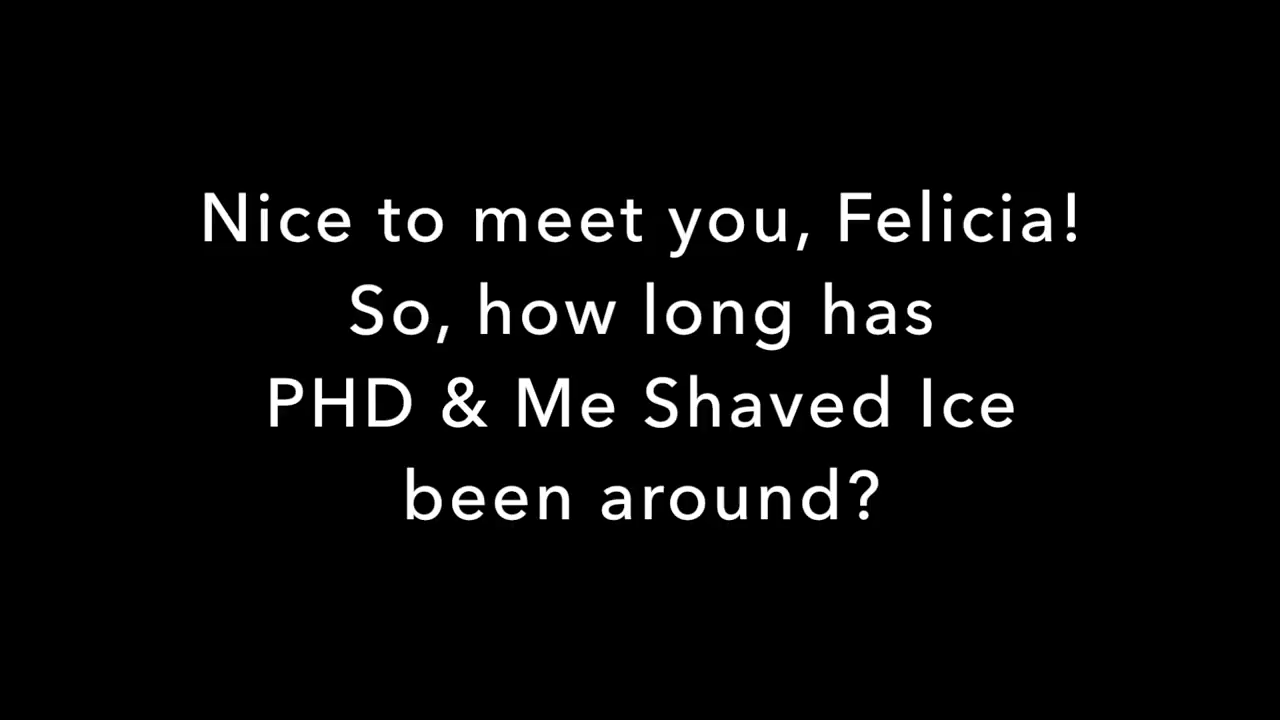 Nice to meet you, Felicia!
So, how long has
PHD & Me Shaved Ice
been around?